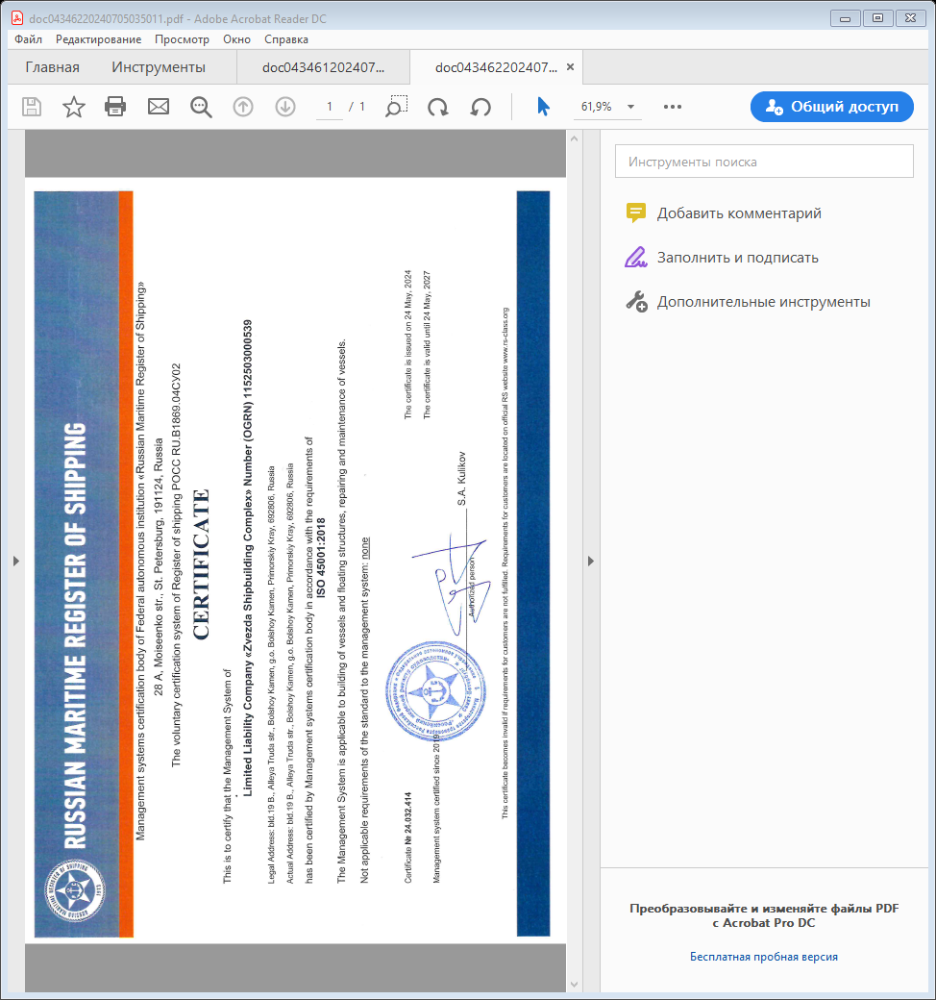 doc04346220240705035011.pdf - Adobe Acrobat Reader DC
Файл Редактирование Просмотр Окно Справка
Главная Инструменты doc043461202407... doc043462202407... ×
1 / 1 61,9% Общий доступ
Инструменты поиска
Добавить комментарий
Заполнить и подписать
Дополнительные инструменты
Преобразовывайте и изменяйте файлы PDF
с Acrobat Pro DC
Бесплатная пробная версия
RUSSIAN MARITIME REGISTER OF SHIPPING
RUSSIAN MARITIME REGISTER OF SHIPPING
1913
Management systems certification body of Federal autonomous institution «Russian Maritime Register of Shipping»
28 A, Moiseenko str., St. Petersburg, 191124, Russia
The voluntary certification system of Register of shipping РОСС RU.В1869.04СУ02
CERTIFICATE
This is to certify that the Management System of
Limited Liability Company «Zvezda Shipbuilding Complex» Number (OGRN) 1152503000539
Legal Address: bld.19 B., Alleya Truda str., Bolshoy Kamen, g.o. Bolshoy Kamen, Primorskiy Kray, 692806, Russia
Actual Address: bld.19 B., Alleya Truda str., Bolshoy Kamen, g.o. Bolshoy Kamen, Primorskiy Kray, 692806, Russia
has been certified by Management systems certification body in accordance with the requirements of
ISO 45001:2018
The Management System is applicable to building of vessels and floating structures, repairing and maintenance of vessels.
Not applicable requirements of the standard to the management system: none
Certificate № 24.032.414
The certificate is issued on 24 May, 2024
The certificate is valid until 24 May, 2027
Management system certified since 2019
S.A. Kulikov
Authorized person
This certificate becomes invalid if requirements for customers are not fulfilled. Requirements for customers are located on official RS website www.rs-class.org